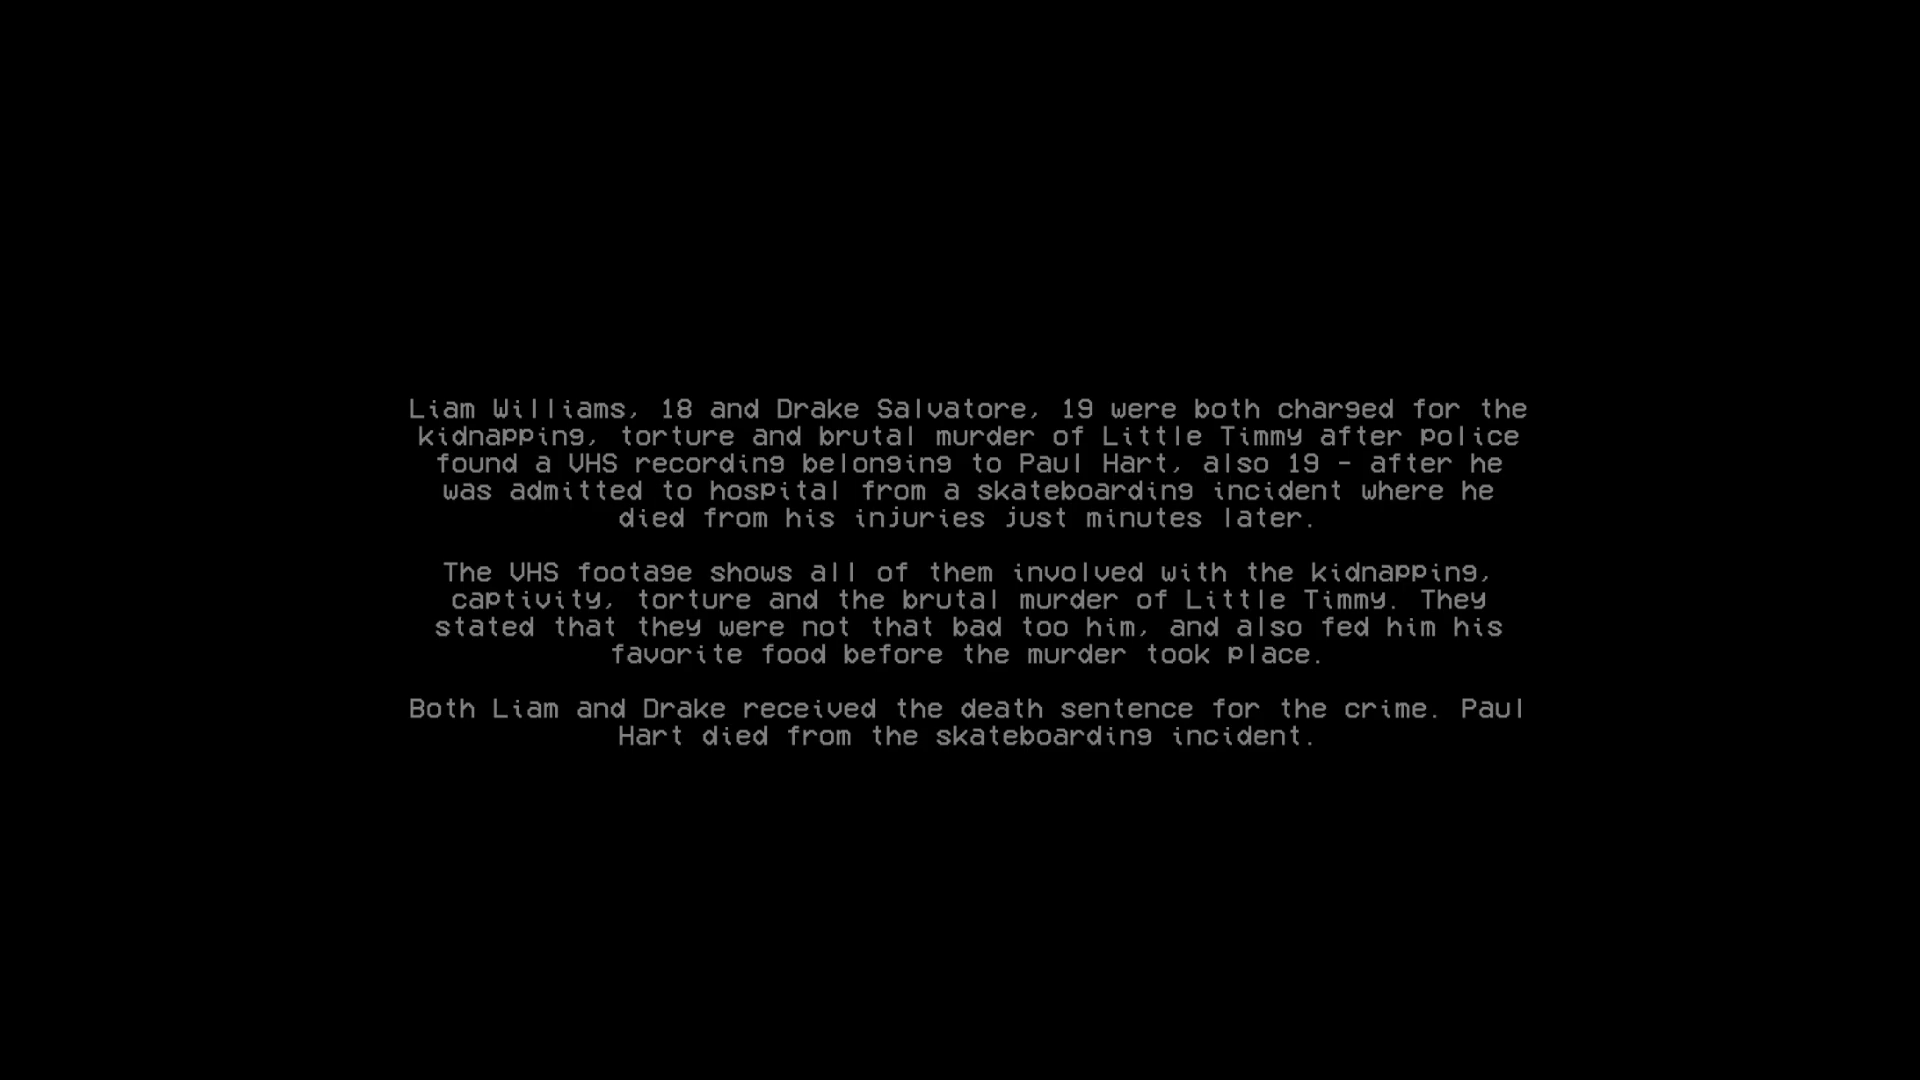 Liam Williams, 18 and Drake Salvatore, 19 were both charged for the
kidnapping, torture and brutal murder of Little Timmy after police
found a VHS recording belonging to Paul Hart, also 19 - after he
was admitted to hospital from a skateboarding incident where he
died from his injuries just minutes later.
The VHS footage shows all of them involved with the kidnapping,
captivity, torture and the brutal murder of Little Timmy. They
stated that they were not that bad too him, and also fed him his
favorite food before the murder took place.
Both Liam and Drake received the death sentence for the crime. Paul
Hart died from the skateboarding incident.